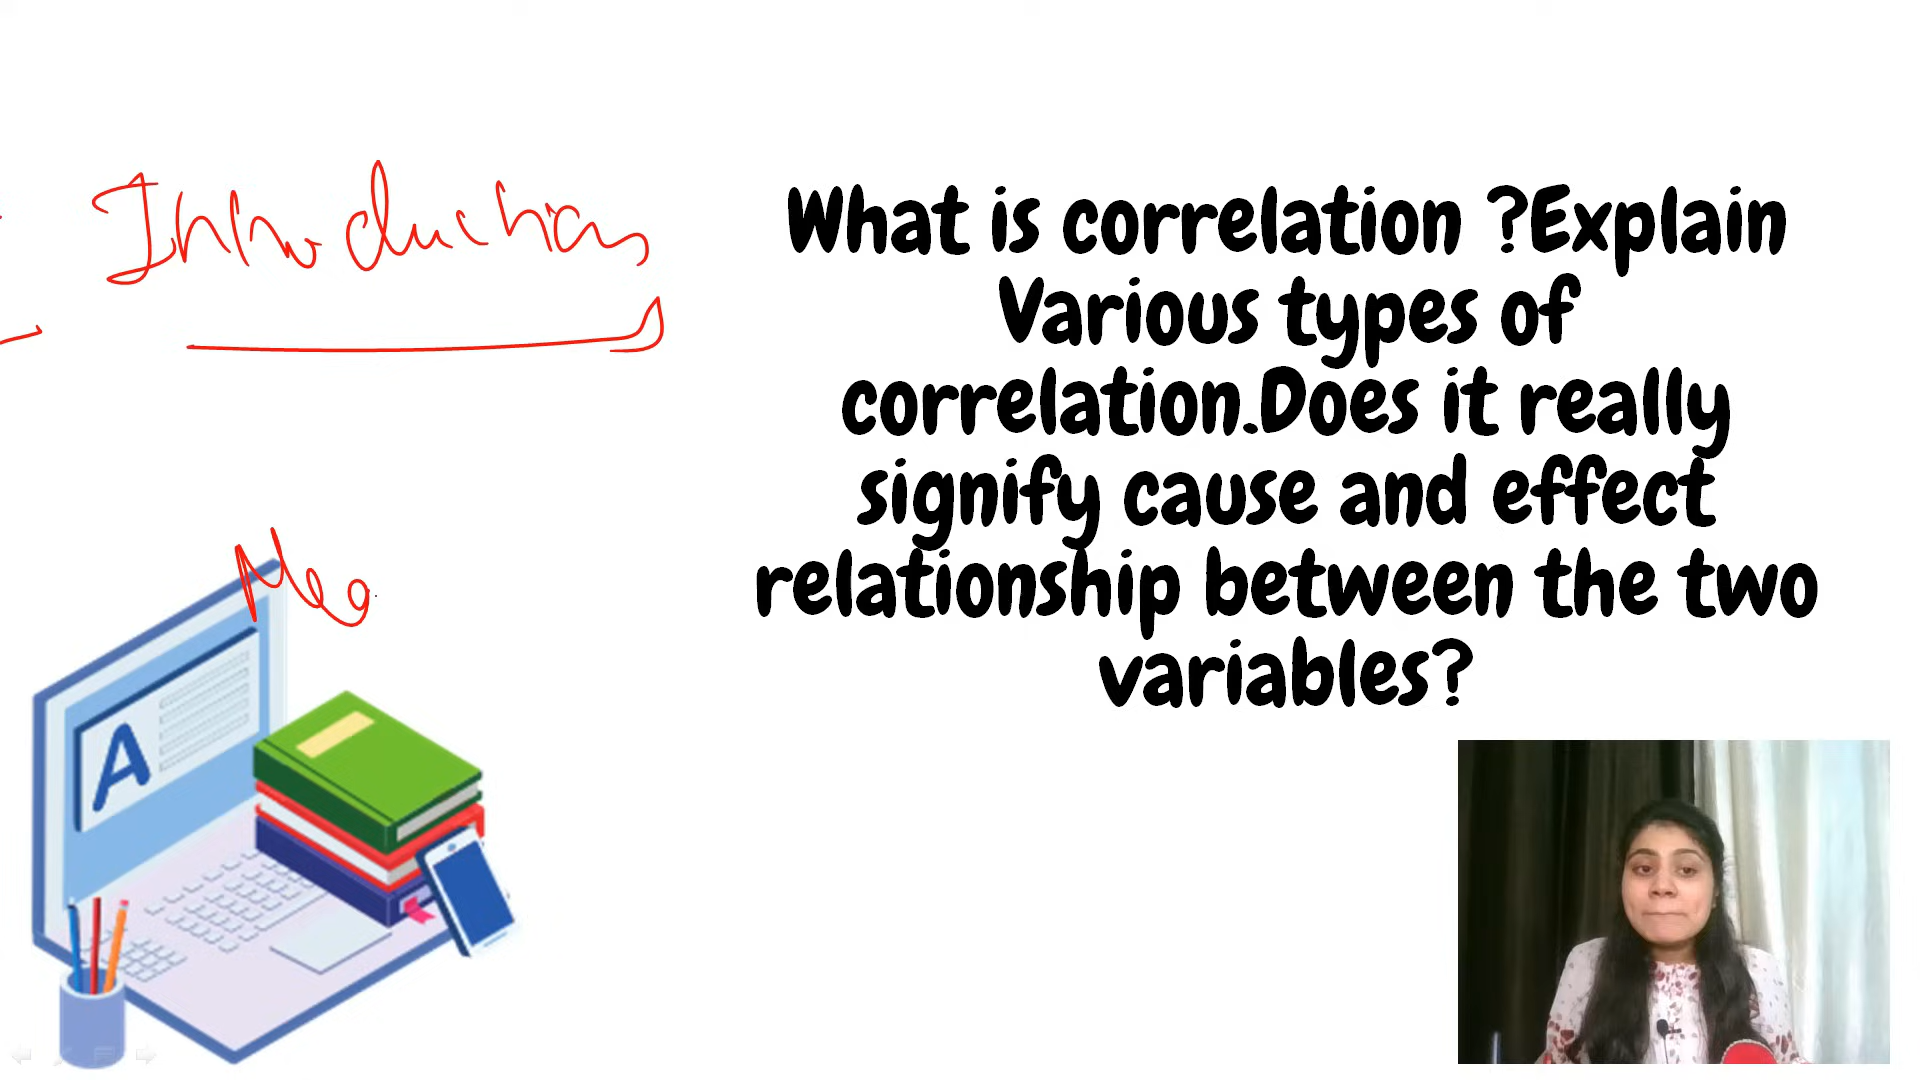 Introduction
What is correlation ?Explain
Various types of
correlation.Does it really
signify cause and effect
relationship between the two
variables?
Mea
A